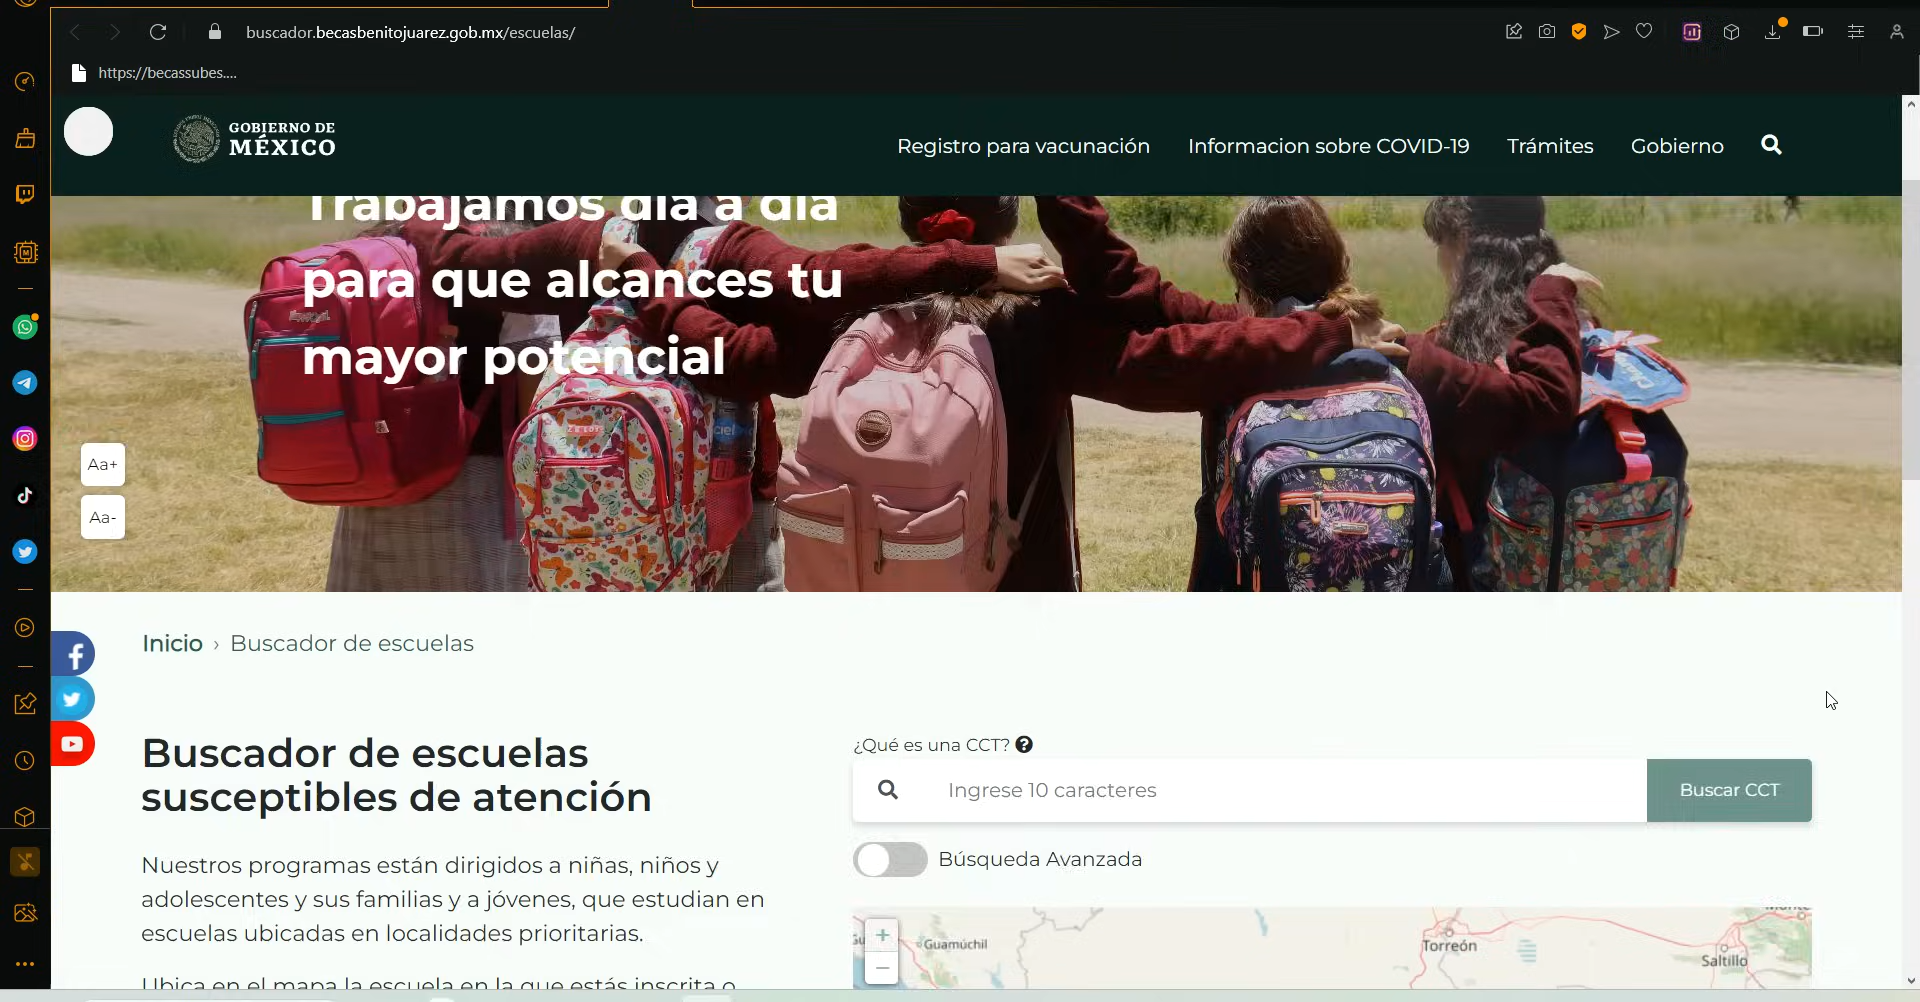 buscador.becasbenitojuarez.gob.mx/escuelas/
https://becassubes....
GOBIERNO DE
MÉXICO
Registro para vacunación
Informacion sobre COVID-19
Trámites
Gobierno
Trabajamos día a día
para que alcances tu
mayor potencial
Aa+
Aa-
Inicio › Buscador de escuelas
Buscador de escuelas
susceptibles de atención
Nuestros programas están dirigidos a niñas, niños y
adolescentes y sus familias y a jóvenes, que estudian en
escuelas ubicadas en localidades prioritarias.
Ubica en el mapa la escuela en la que estás inscrita o
¿Qué es una CCT? ?
Ingrese 10 caracteres
Buscar CCT
Búsqueda Avanzada
+
−
Guamúchil
Torreón
Saltillo